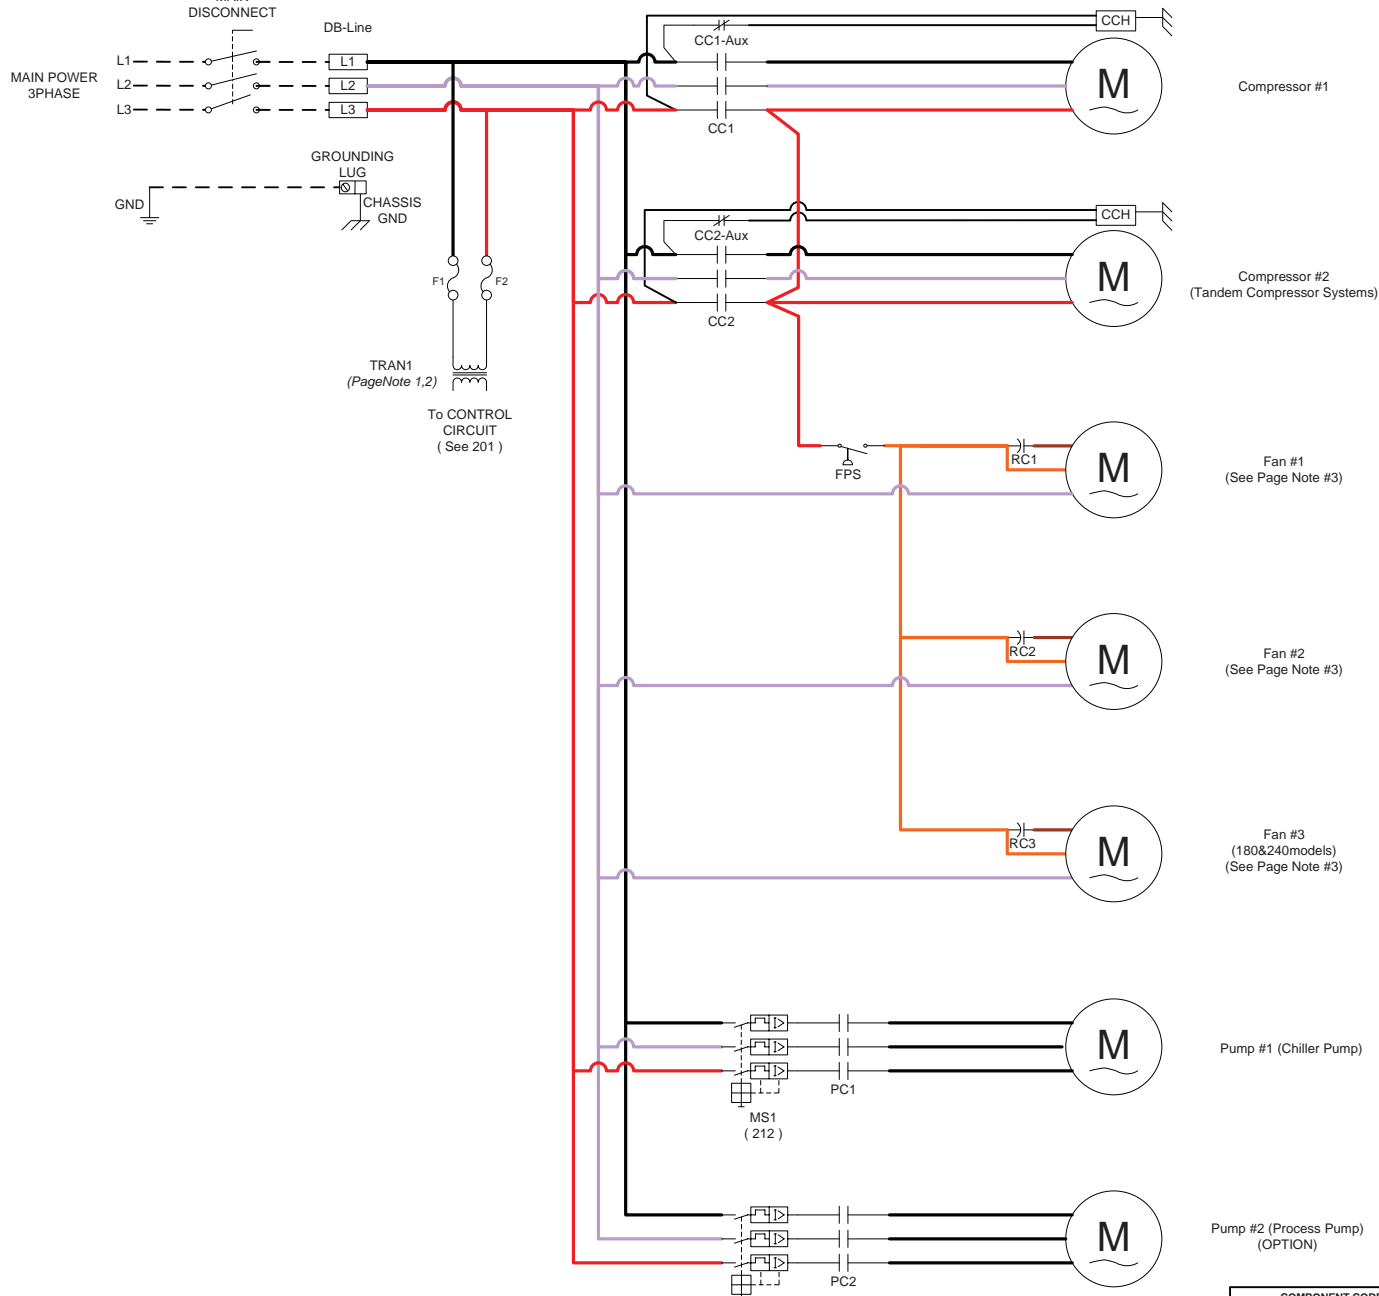 MAIN
DISCONNECT
DB-Line
MAIN POWER
3PHASE
L1
L2
L3
L1
L2
L3
GROUNDING
LUG
GND
CHASSIS
GND
F1
F2
TRAN1
(PageNote 1,2)
To CONTROL
CIRCUIT
( See 201 )
CCH
CC1-Aux
CC1
M
Compressor #1
CCH
CC2-Aux
CC2
M
Compressor #2
(Tandem Compressor Systems)
FPS
RC1
M
Fan #1
(See Page Note #3)
RC2
M
Fan #2
(See Page Note #3)
RC3
M
Fan #3
(180&240models)
(See Page Note #3)
MS1
( 212 )
PC1
M
Pump #1 (Chiller Pump)
PC2
M
Pump #2 (Process Pump)
(OPTION)
COMPONENT CODE